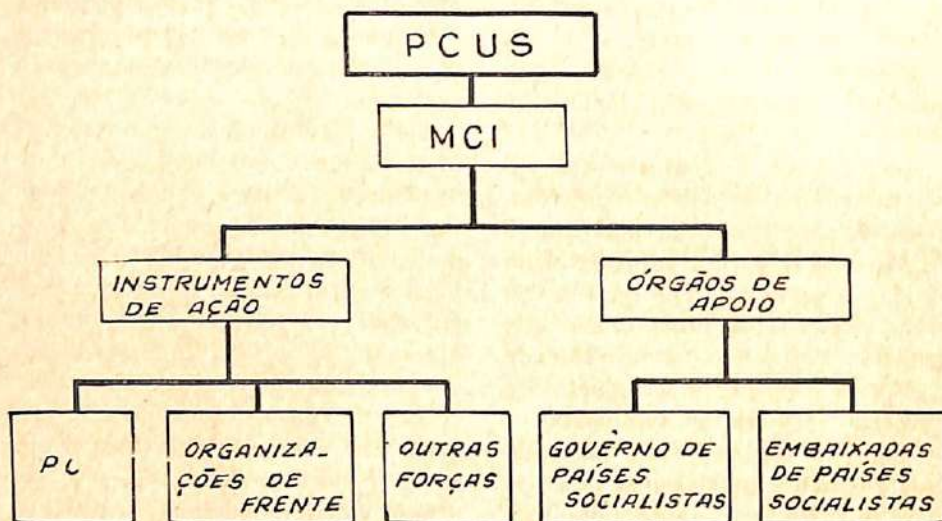 PCUS
MCI
INSTRUMENTOS
DE AÇÃO
ÓRGÃOS DE
APOIO
PC
ORGANIZA-
ÇÕES DE
FRENTE
OUTRAS
FORÇAS
GOVERNO DE
PAÍSES
SOCIALISTAS
EMBAIXADAS
DE PAÍSES
SOCIALISTAS